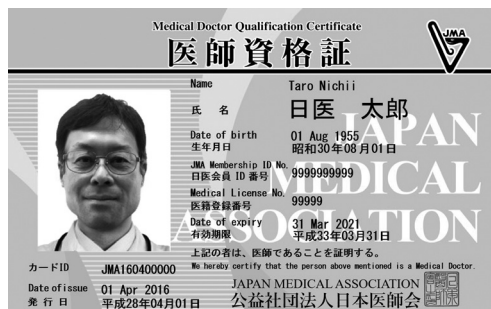 Medical Doctor Qualification Certificate
医師資格証
JMA
Name Taro Nichii
氏 名 日医 太郎
Date of birth 01 Aug 1955
生年月日 昭和30年08月01日
JMA Membership ID No.
日医会員 ID 番号 9999999999
Medical License No.
医籍登録番号 99999
Date of expiry 31 Mar 2021
有効期限 平成33年03月31日
JAPAN
MEDICAL
ASSOCIATION
上記の者は、医師であることを証明する。
We hereby certify that the person above mentioned is a Medical Doctor.
カードID JMA160400000
Date of issue 01 Apr 2016
発 行 日 平成28年04月01日
JAPAN MEDICAL ASSOCIATION
公益社団法人日本医師会